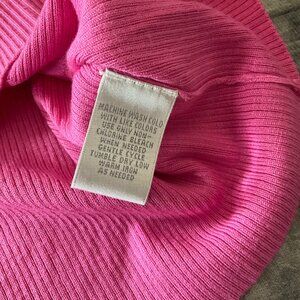 MACHINE WASH COLD
WITH LIKE COLORS
USE ONLY NON-
CHLORINE BLEACH
WHEN NEEDED
GENTLE CYCLE
TUMBLE DRY LOW
WARM IRON
AS NEEDED